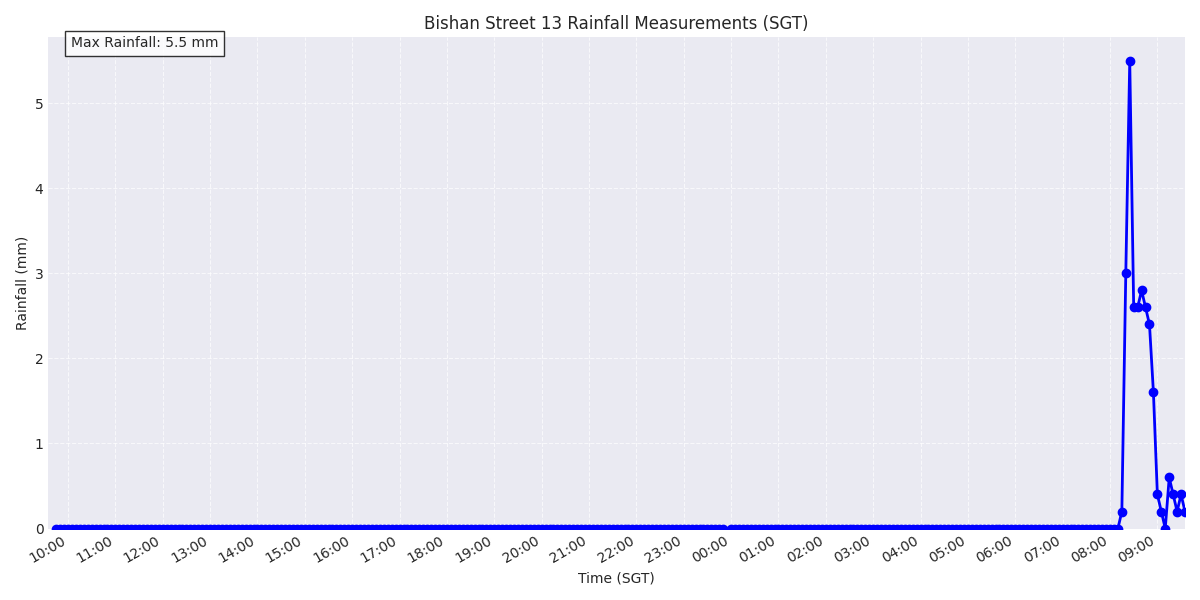 Bishan Street 13 Rainfall Measurements (SGT)
Max Rainfall: 5.5 mm
Rainfall (mm)
5
4
3
2
1
0
10:00 11:00 12:00 13:00 14:00 15:00 16:00 17:00 18:00 19:00 20:00 21:00 22:00 23:00 00:00 01:00 02:00 03:00 04:00 05:00 06:00 07:00 08:00 09:00
Time (SGT)